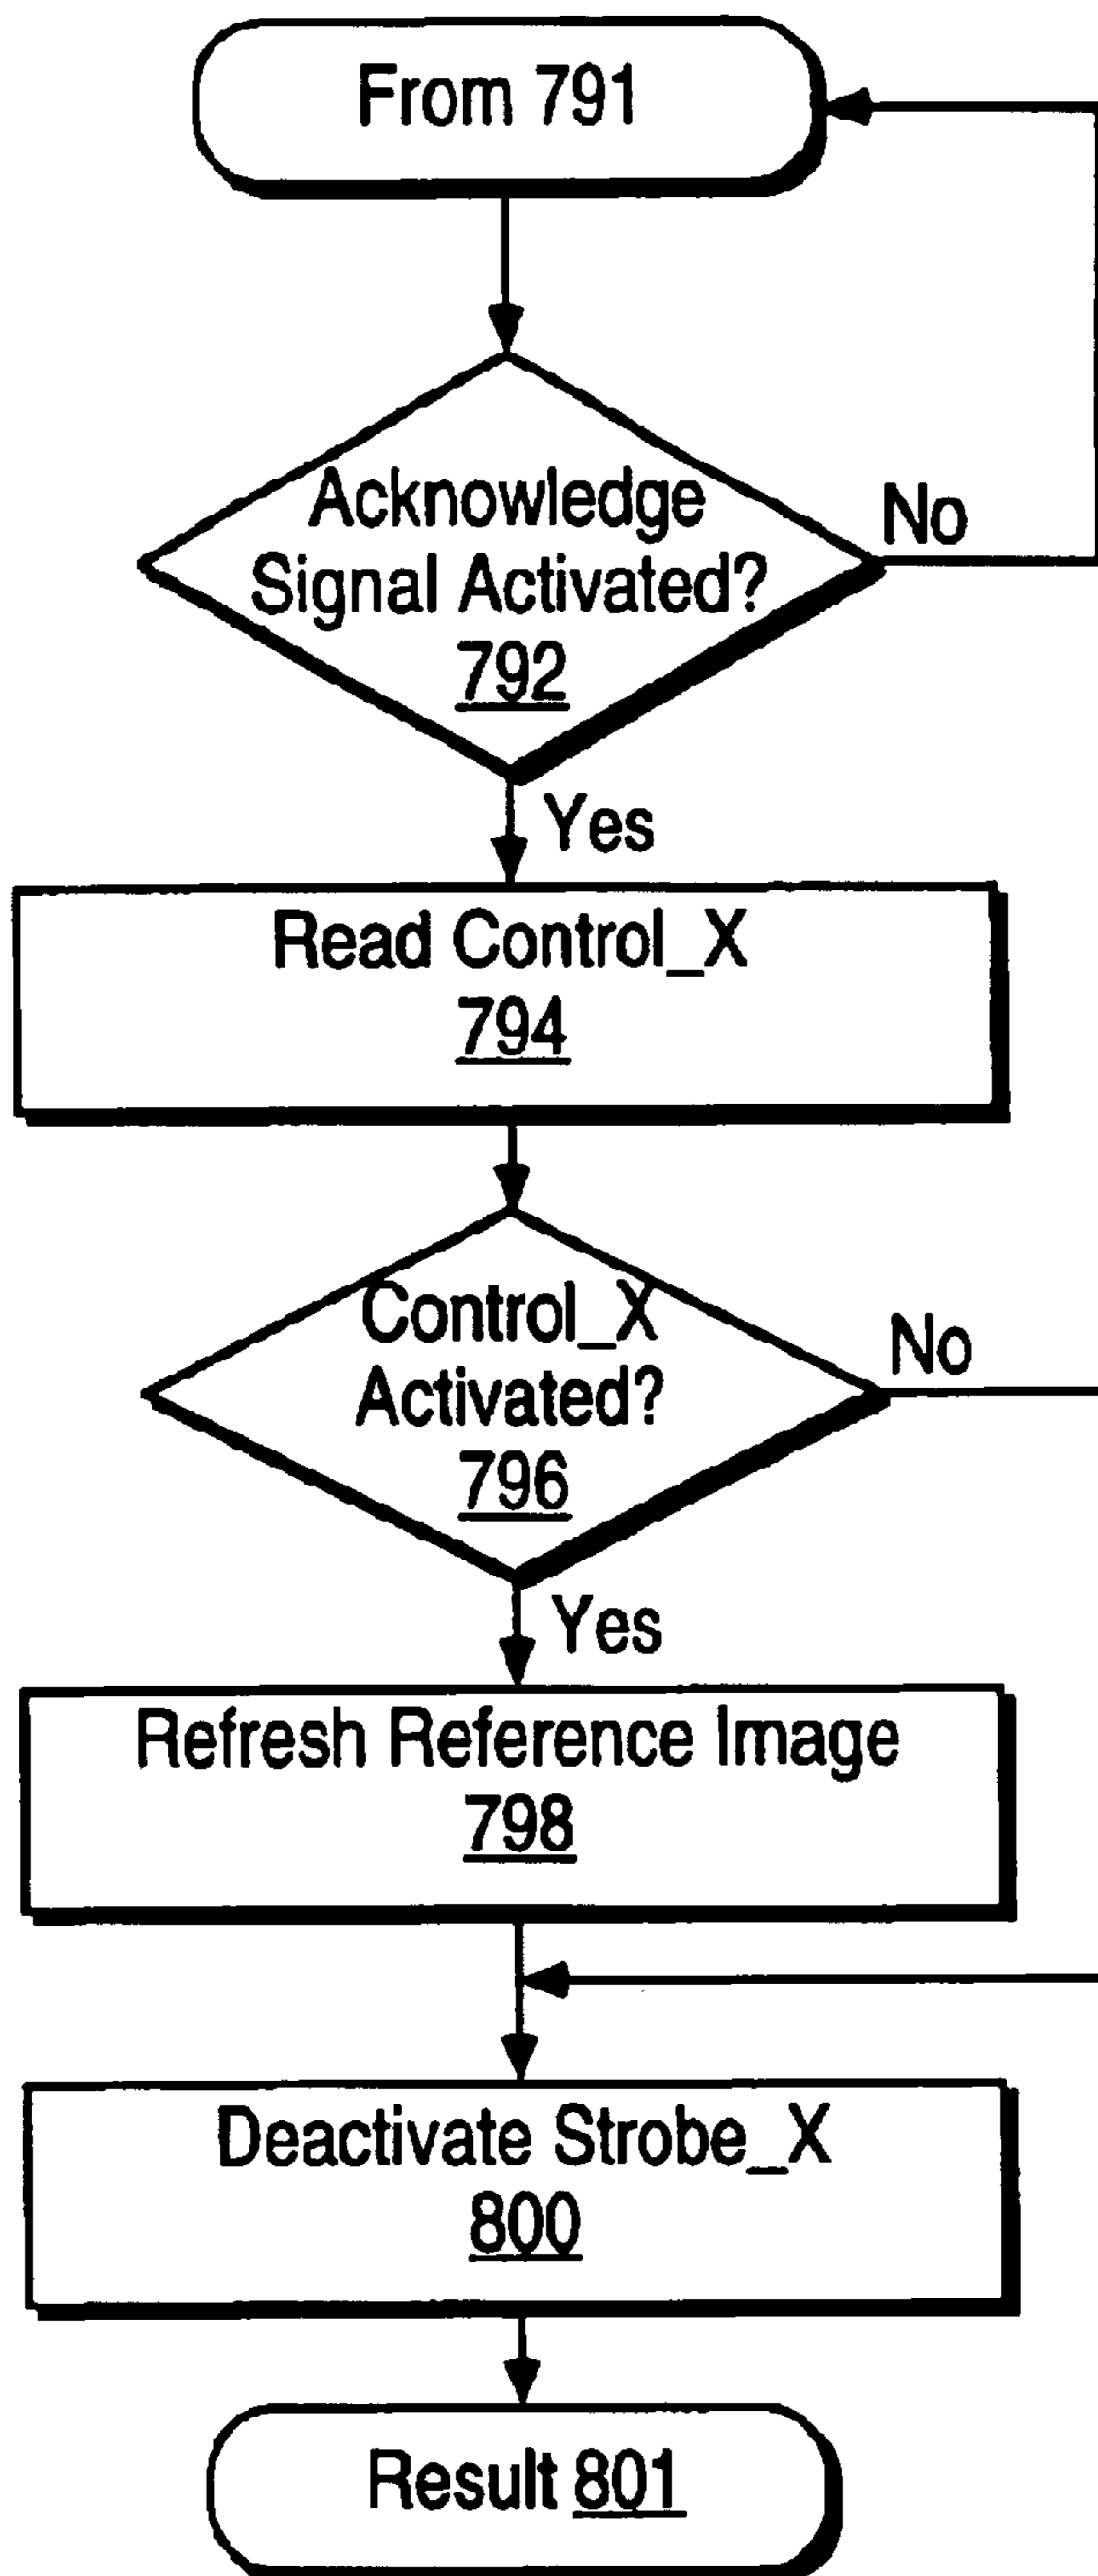 From 791
Acknowledge
Signal Activated?
792
No
Yes
Read Control_X
794
Control_X
Activated?
796
No
Yes
Refresh Reference Image
798
Deactivate Strobe_X
800
Result 801